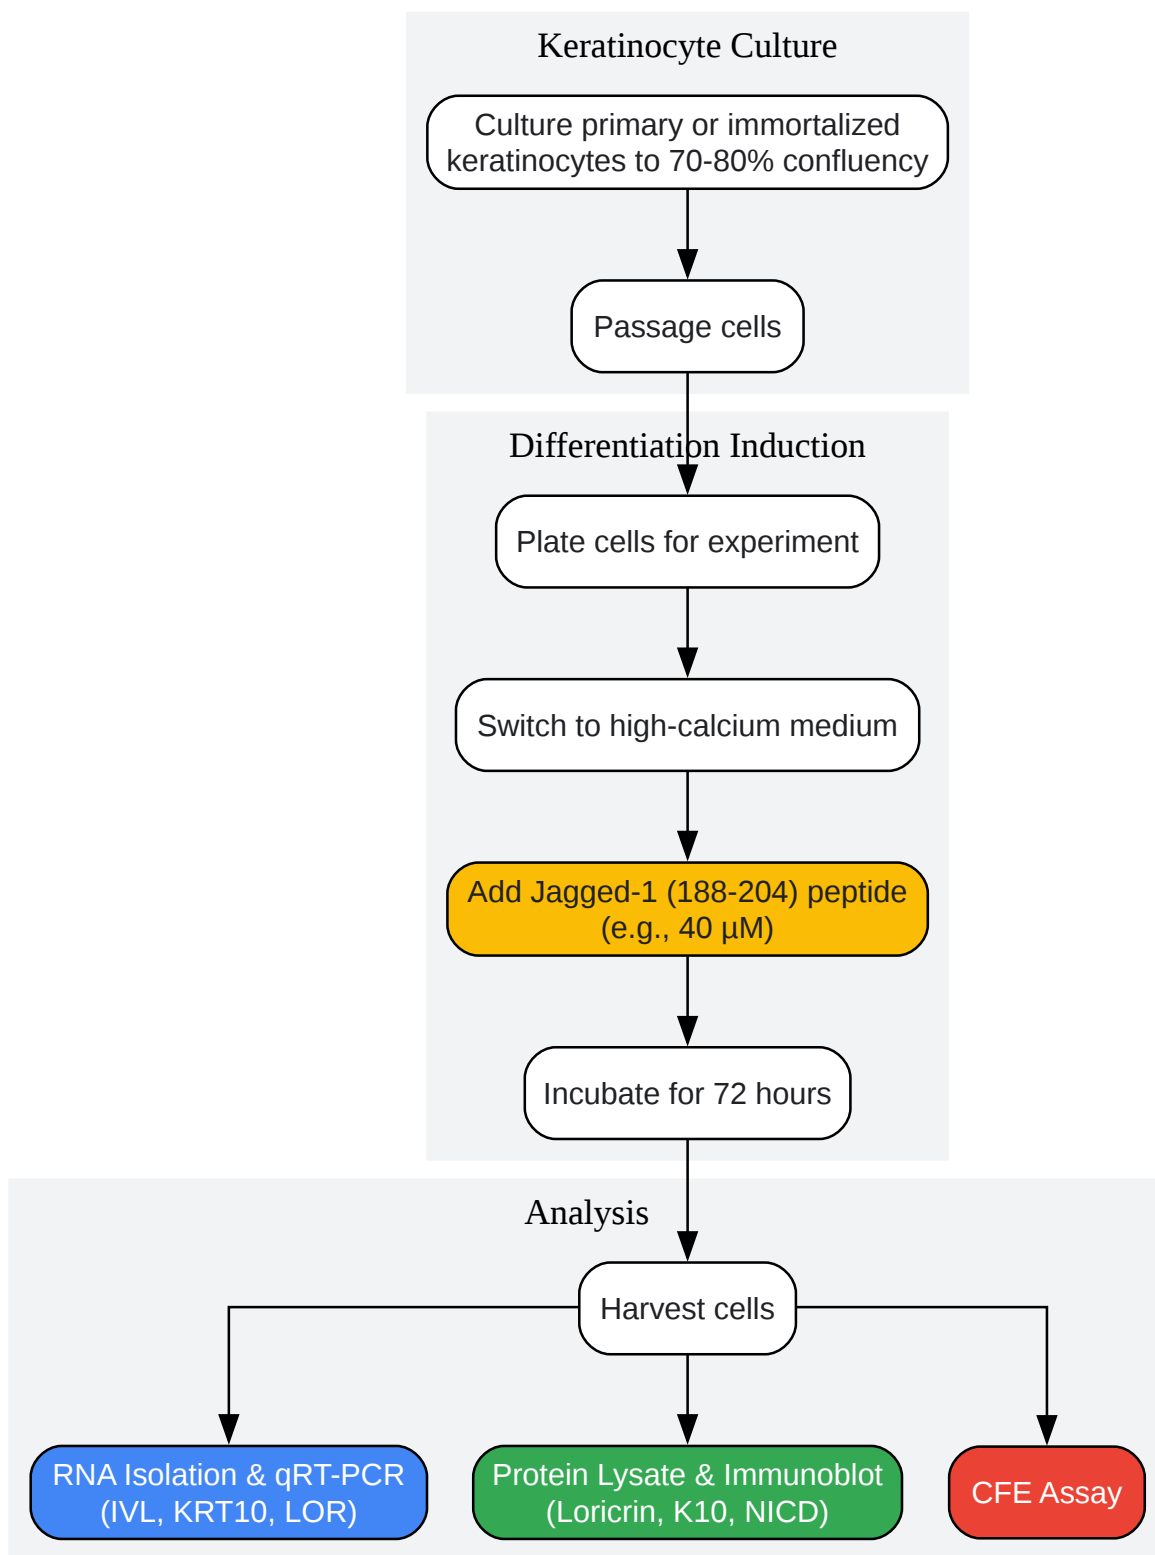 Keratinocyte Culture
Culture primary or immortalized
keratinocytes to 70-80% confluency
Passage cells
Differentiation Induction
Plate cells for experiment
Switch to high-calcium medium
Add Jagged-1 (188-204) peptide
(e.g., 40 µM)
Incubate for 72 hours
Analysis
Harvest cells
RNA Isolation & qRT-PCR
(IVL, KRT10, LOR)
Protein Lysate & Immunoblot
(Loricrin, K10, NICD)
CFE Assay